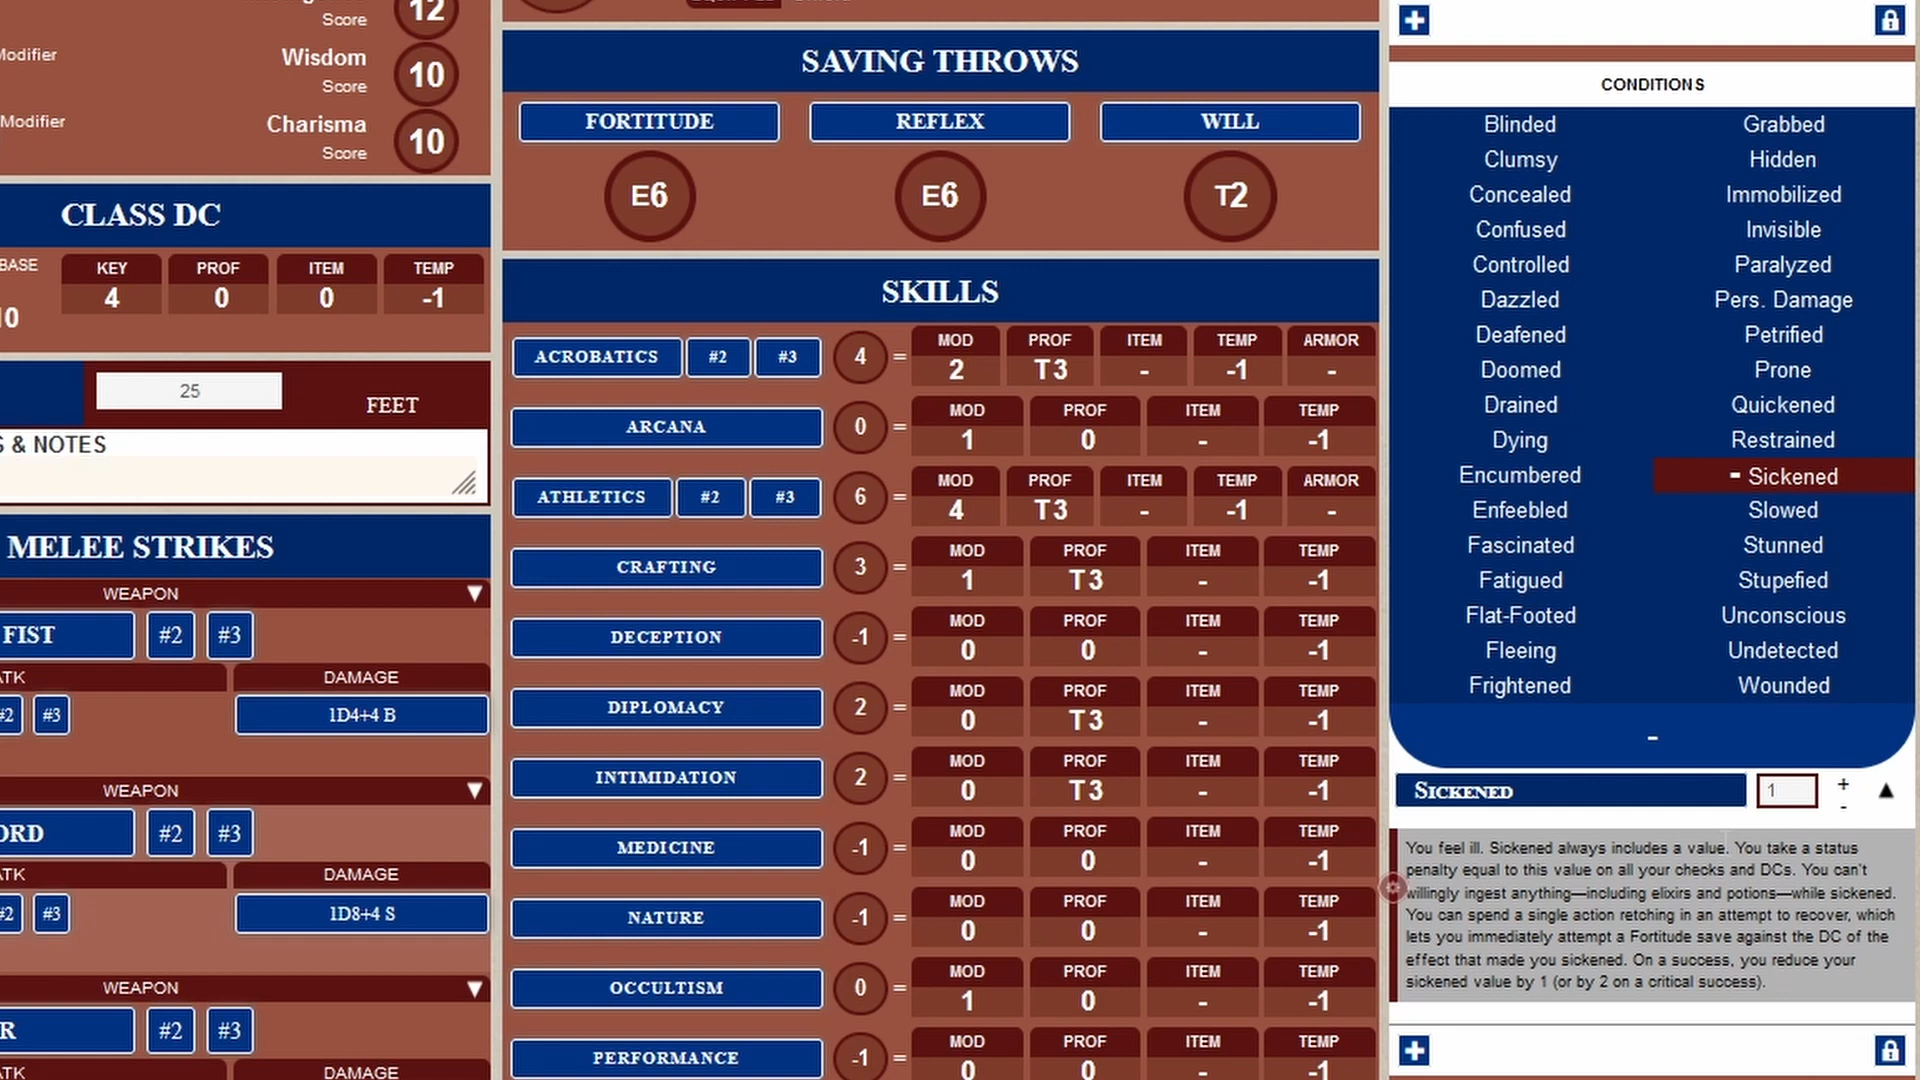 12
Score
Modifier
Wisdom
Score
10
Modifier
Charisma
Score
10
CLASS DC
BASE
KEY
PROF
ITEM
TEMP
4
0
0
-1
25
FEET
& NOTES
MELEE STRIKES
WEAPON
▼
FIST
#2
#3
DAMAGE
#2
#3
1D4+4 B
WEAPON
▼
#2
#3
DAMAGE
#2
#3
1D8+4 S
WEAPON
▼
#2
#3
DAMAGE
SAVING THROWS
FORTITUDE
REFLEX
WILL
E6
E6
T2
SKILLS
ACROBATICS #2 #3 4 =
MOD PROF ITEM TEMP ARMOR
2 T3 - -1 -
ARCANA 0 =
MOD PROF ITEM TEMP
1 0 - -1
ATHLETICS #2 #3 6 =
MOD PROF ITEM TEMP ARMOR
4 T3 - -1 -
CRAFTING 3 =
MOD PROF ITEM TEMP
1 T3 - -1
DECEPTION -1 =
MOD PROF ITEM TEMP
0 0 - -1
DIPLOMACY 2 =
MOD PROF ITEM TEMP
0 T3 - -1
INTIMIDATION 2 =
MOD PROF ITEM TEMP
0 T3 - -1
MEDICINE -1 =
MOD PROF ITEM TEMP
0 0 - -1
NATURE -1 =
MOD PROF ITEM TEMP
0 0 - -1
OCCULTISM 0 =
MOD PROF ITEM TEMP
1 0 - -1
PERFORMANCE -1 =
MOD PROF ITEM TEMP
0 0 - -1
CONDITIONS
Blinded Grabbed
Clumsy Hidden
Concealed Immobilized
Confused Invisible
Controlled Paralyzed
Dazzled Pers. Damage
Deafened Petrified
Doomed Prone
Drained Quickened
Dying Restrained
Encumbered - Sickened
Enfeebled Slowed
Fascinated Stunned
Fatigued Stupefied
Flat-Footed Unconscious
Fleeing Undetected
Frightened Wounded
-
SICKENED 1 + - ▲
You feel ill. Sickened always includes a value. You take a status
penalty equal to this value on all your checks and DCs. You can't
willingly ingest anything—including elixirs and potions—while sickened.
You can spend a single action retching in an attempt to recover, which
lets you immediately attempt a Fortitude save against the DC of the
effect that made you sickened. On a success, you reduce your
sickened value by 1 (or by 2 on a critical success).